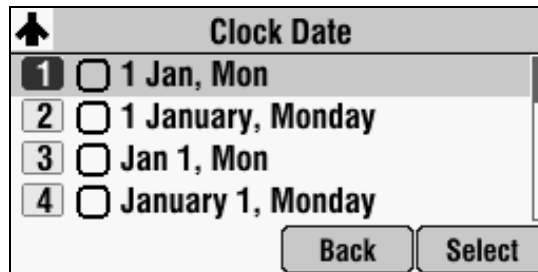 Clock Date
1 1 Jan, Mon
2 1 January, Monday
3 Jan 1, Mon
4 January 1, Monday
Back Select